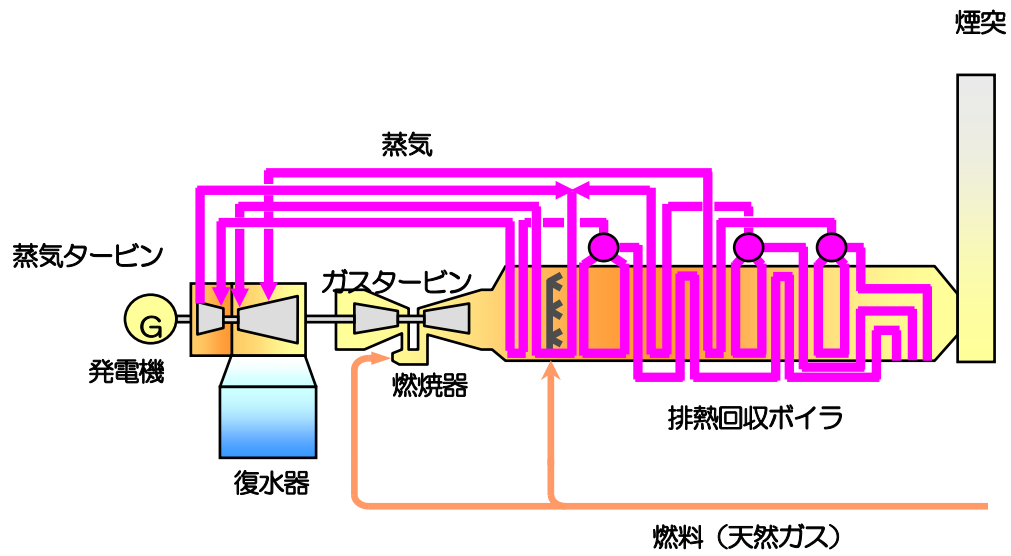 煙突
蒸気
蒸気タービン
ガスタービン
G
発電機
燃焼器
排熱回収ボイラ
復水器
燃料（天然ガス）